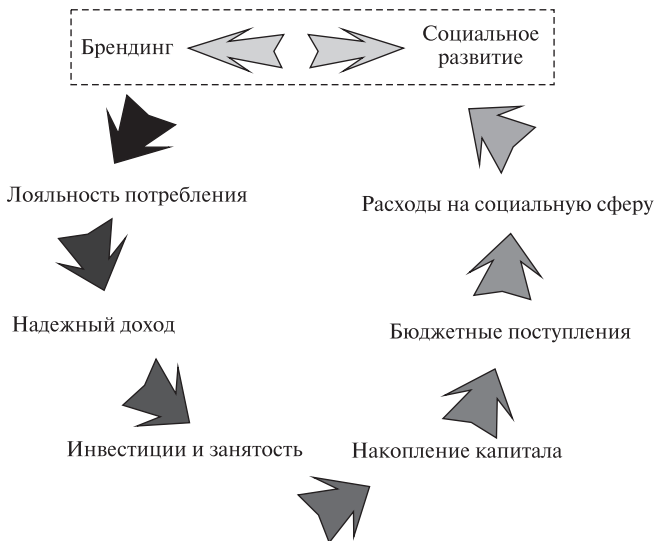 Брендинг
Социальное
развитие
Лояльность потребления
Расходы на социальную сферу
Надежный доход
Бюджетные поступления
Инвестиции и занятость
Накопление капитала